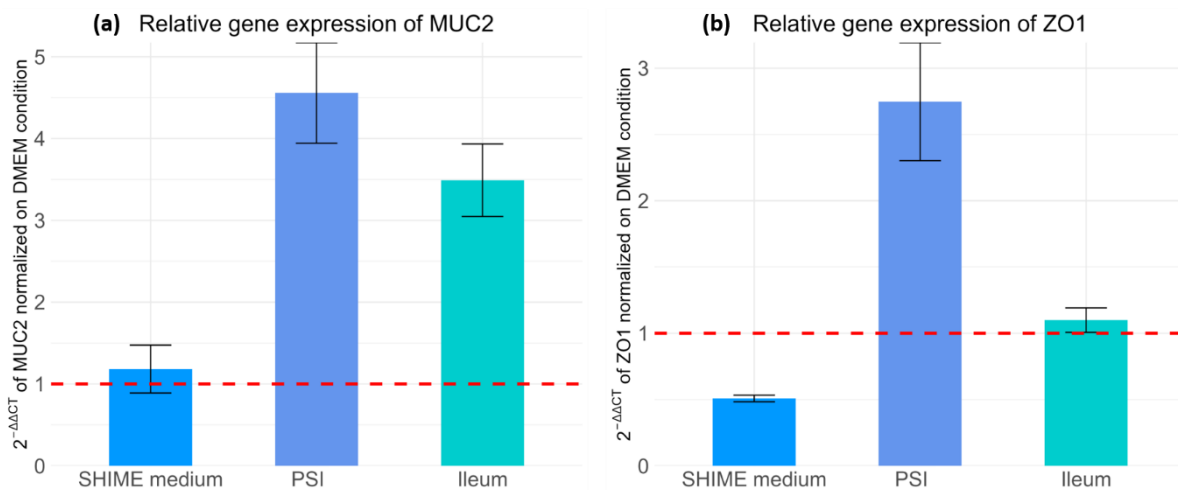 (a) Relative gene expression of MUC2
2^-ΔΔCT of MUC2 normalized on DMEM condition
5
4
3
2
1
0
SHIME medium PSI Ileum
(b) Relative gene expression of ZO1
2^-ΔΔCT of ZO1 normalized on DMEM condition
3
2
1
0
SHIME medium PSI Ileum